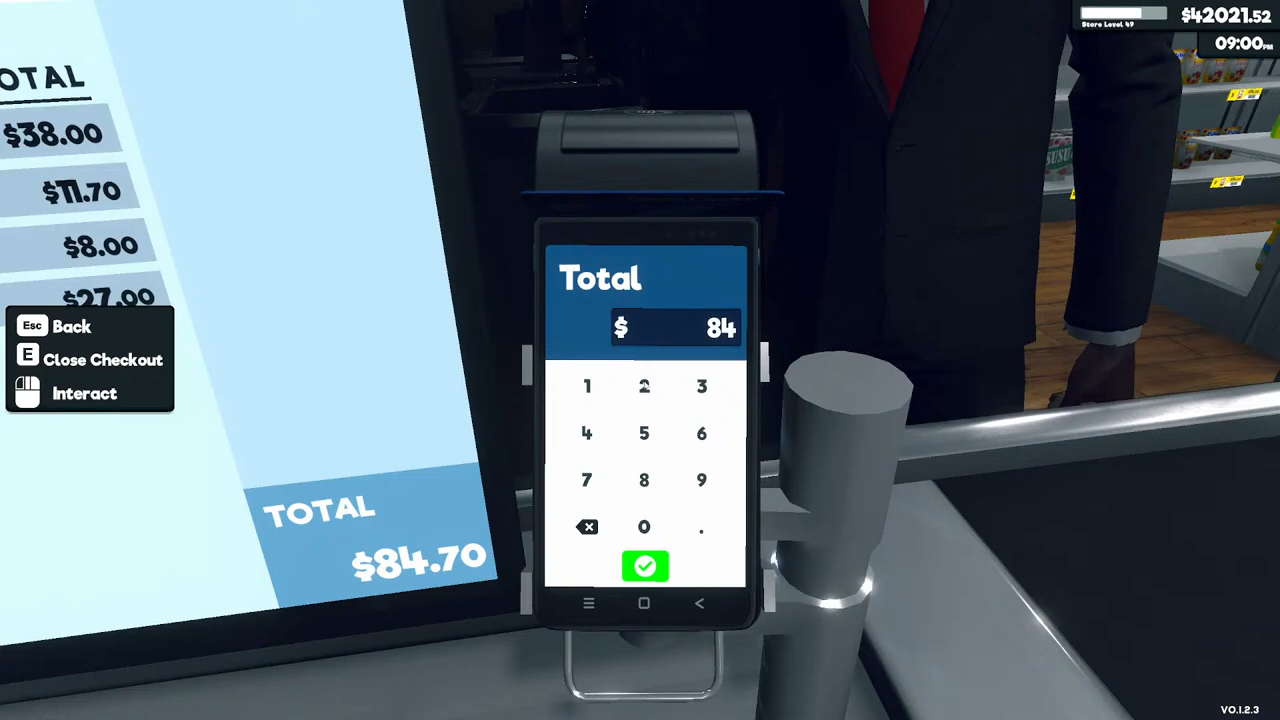 $42021.52
Store Level 49
09:00PM
OTAL
$38.00
$11.70
$8.00
$27.00
Esc Back
E Close Checkout
Interact
TOTAL
$84.70
Total
$ 84
1 2 3
4 5 6
7 8 9
0 .
SUSU
V0.1.2.3